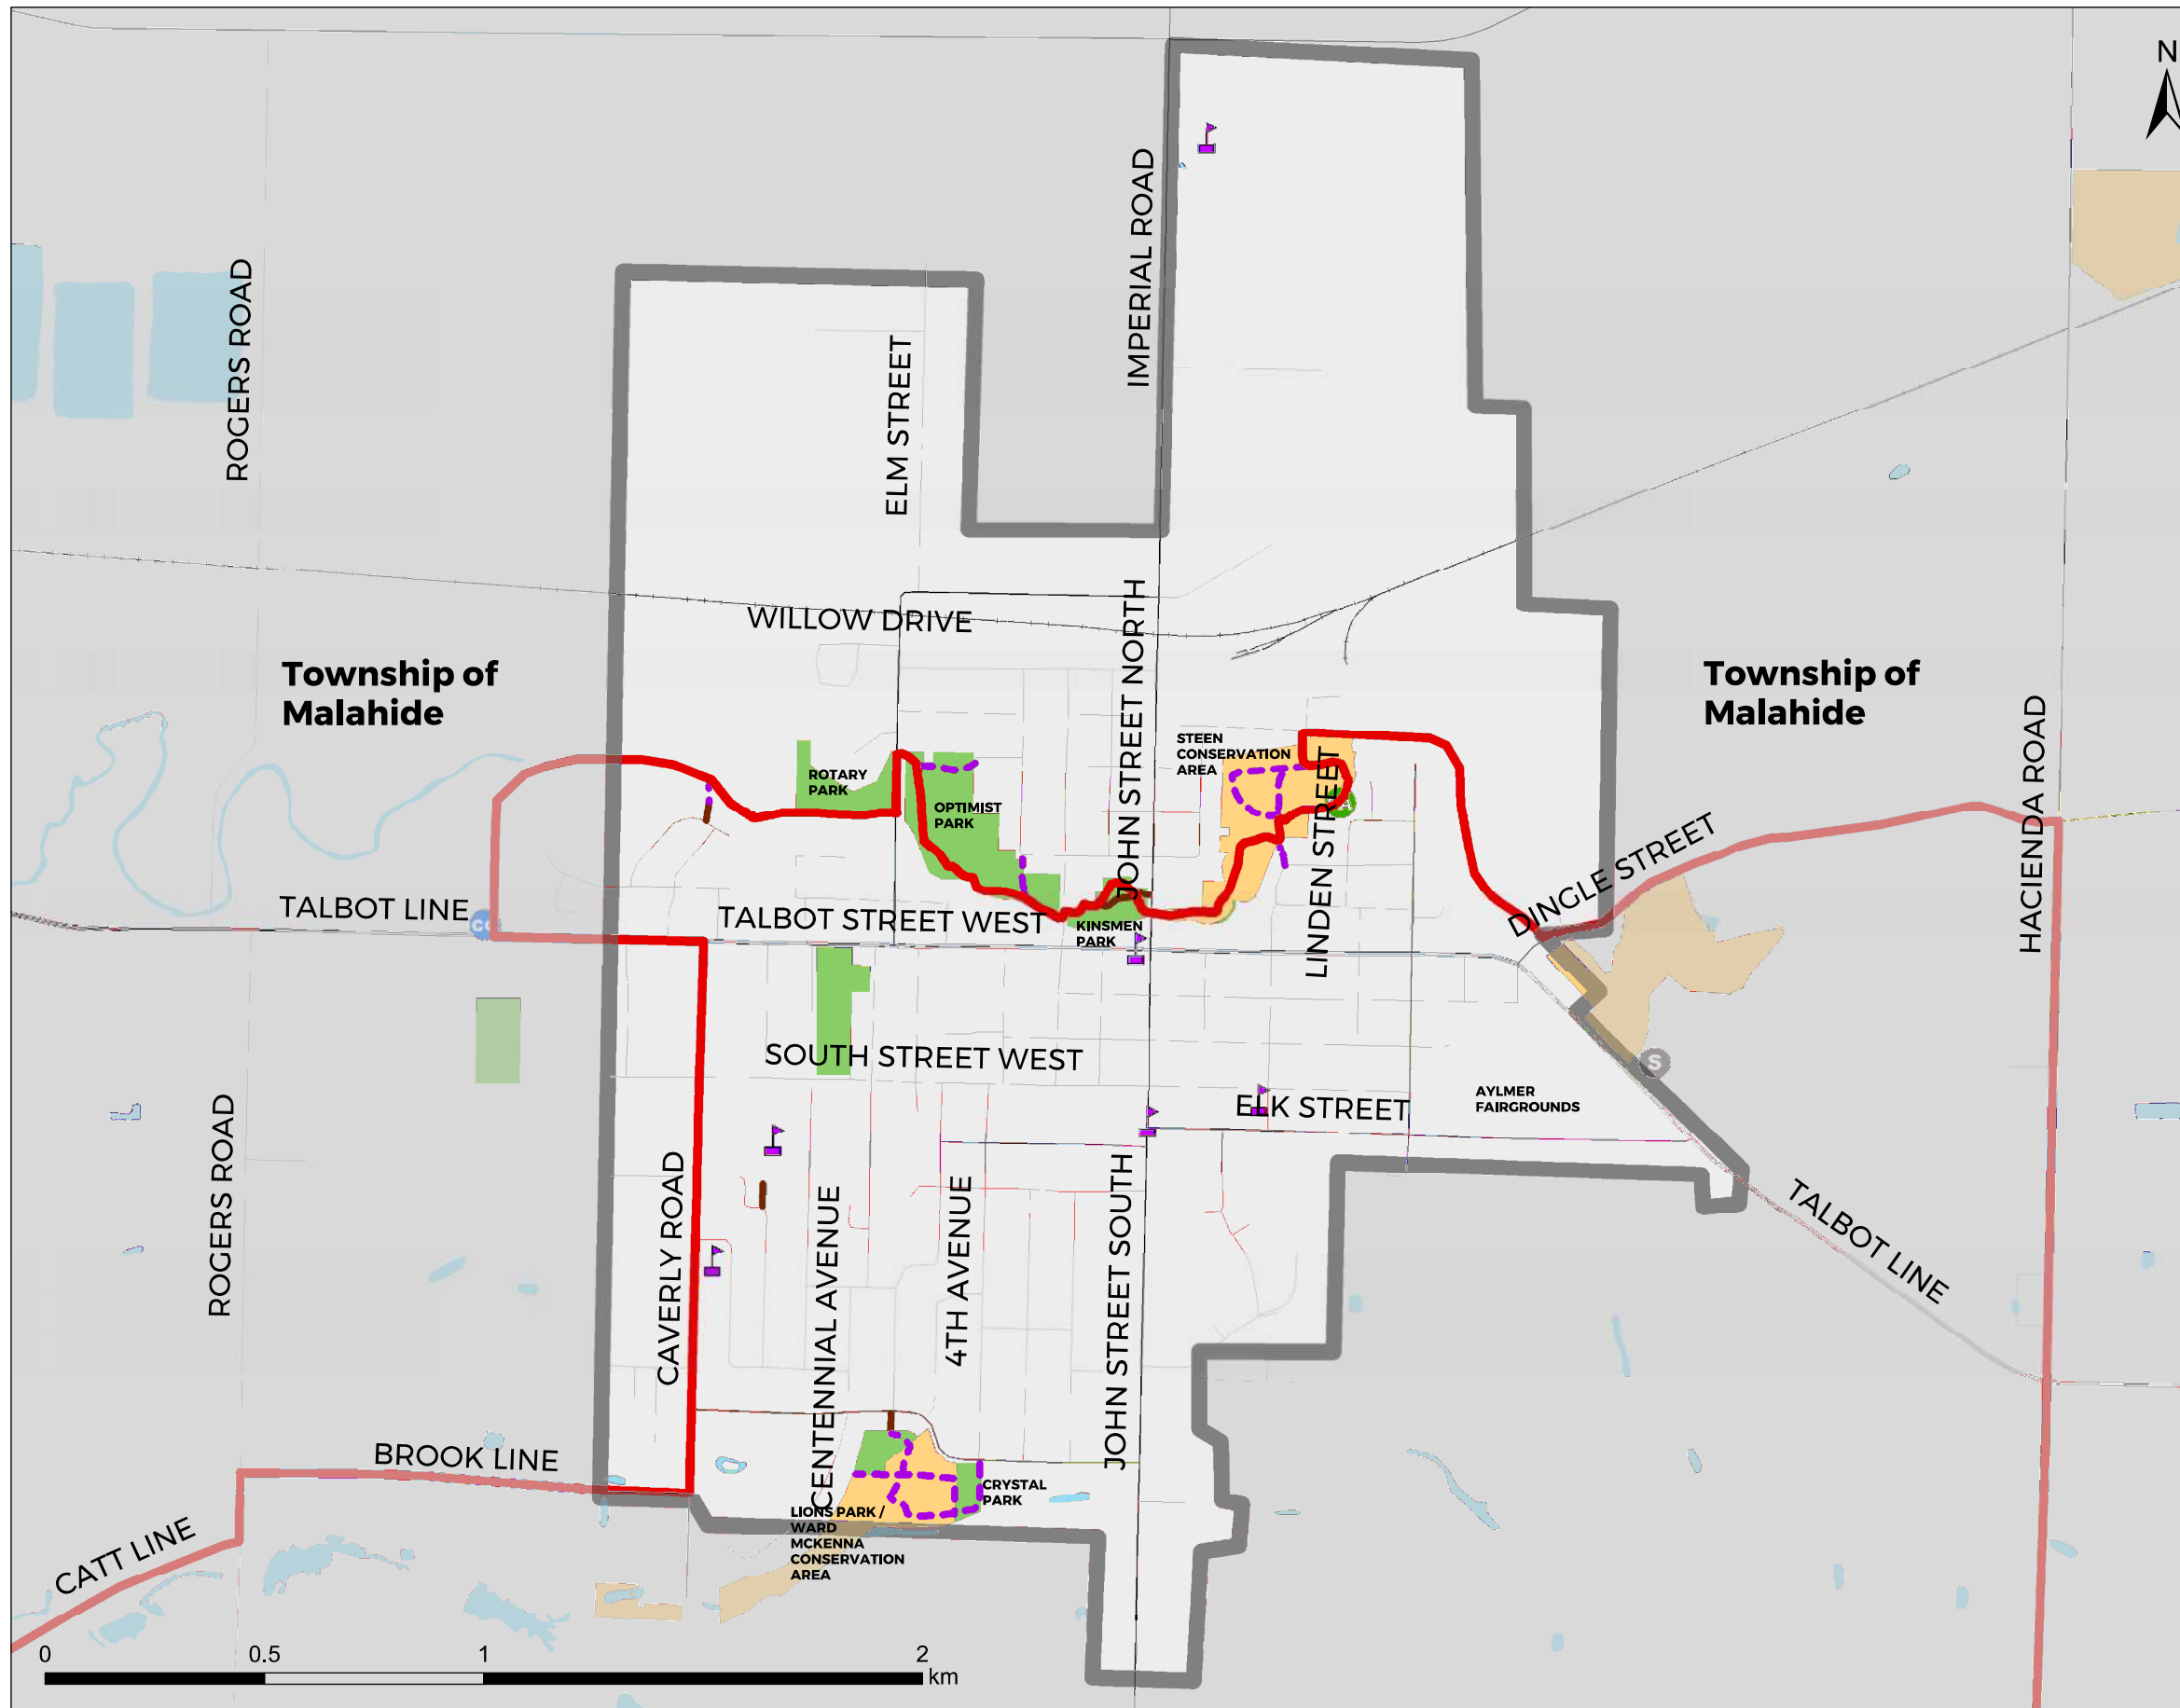 N
ROGERS ROAD
ELM STREET
IMPERIAL ROAD
WILLOW DRIVE
JOHN STREET NORTH
Township of
Malahide
Township of
Malahide
STEEN
CONSERVATION
AREA
ROTARY
PARK
OPTIMIST
PARK
A
LINDEN STREET
DINGLE STREET
HACIENDA ROAD
TALBOT LINE
TALBOT STREET WEST
KINSMEN
PARK
SOUTH STREET WEST
S
ELK STREET
AYLMER
FAIRGROUNDS
ROGERS ROAD
CAVERLY ROAD
CENTENNIAL AVENUE
4TH AVENUE
JOHN STREET SOUTH
TALBOT LINE
BROOK LINE
CRYSTAL
PARK
LIONS PARK /
WARD
MCKENNA
CONSERVATION
AREA
CATT LINE
0 0.5 1 2
km